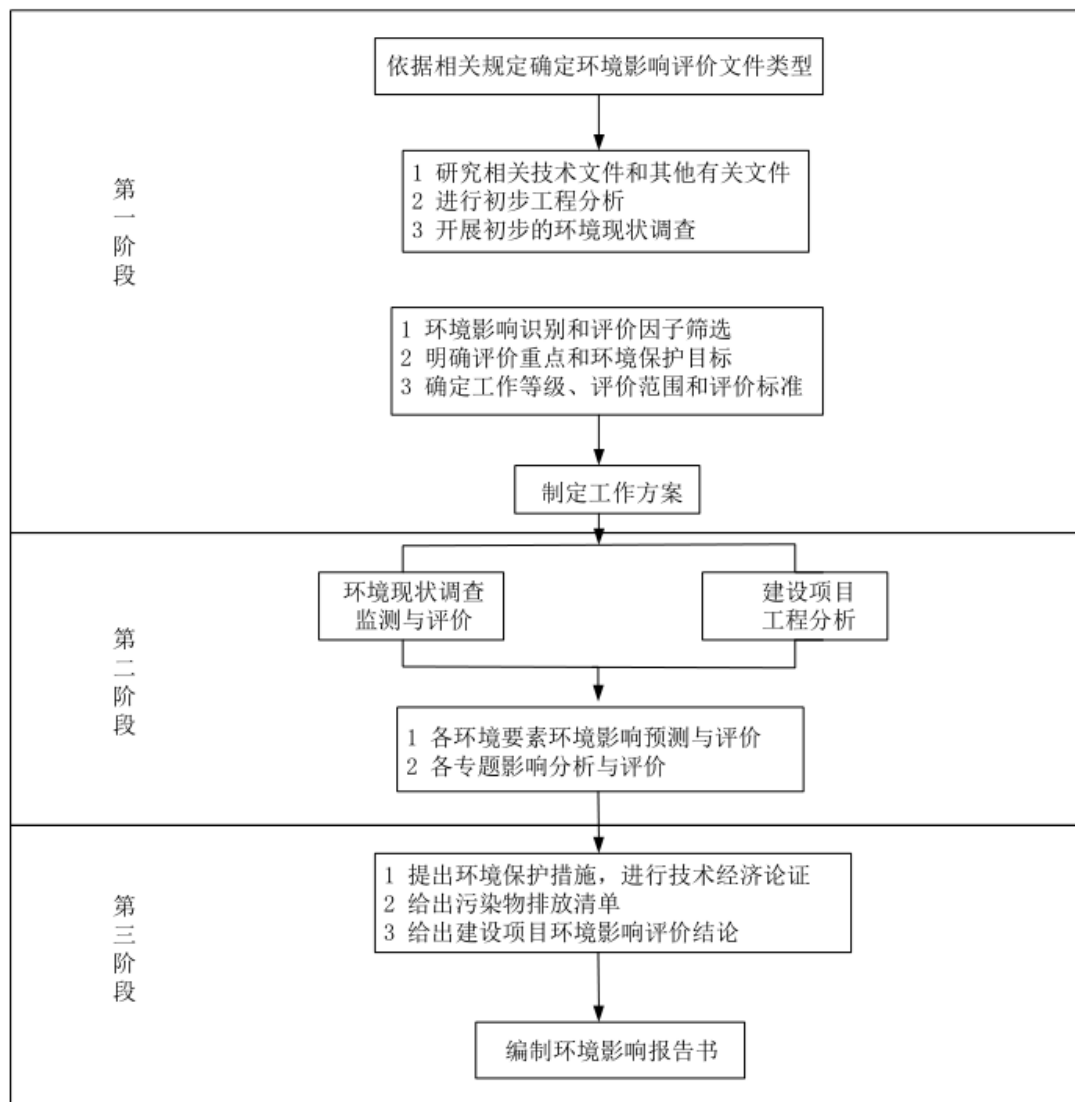 依据相关规定确定环境影响评价文件类型
第一阶段
1 研究相关技术文件和其他有关文件
2 进行初步工程分析
3 开展初步的环境现状调查
1 环境影响识别和评价因子筛选
2 明确评价重点和环境保护目标
3 确定工作等级、评价范围和评价标准
制定工作方案
第二阶段
环境现状调查
监测与评价
建设项目
工程分析
1 各环境要素环境影响预测与评价
2 各专题影响分析与评价
第三阶段
1 提出环境保护措施，进行技术经济论证
2 给出污染物排放清单
3 给出建设项目环境影响评价结论
编制环境影响报告书